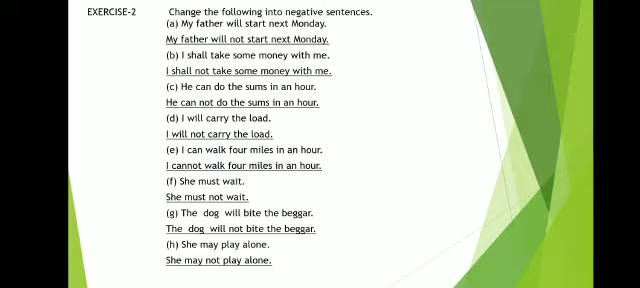 EXERCISE-2 Change the following into negative sentences.
(a) My father will start next Monday.
My father will not start next Monday.
(b) I shall take some money with me.
I shall not take some money with me.
(c) He can do the sums in an hour.
He can not do the sums in an hour.
(d) I will carry the load.
I will not carry the load.
(e) I can walk four miles in an hour.
I cannot walk four miles in an hour.
(f) She must wait.
She must not wait.
(g) The dog will bite the beggar.
The dog will not bite the beggar.
(h) She may play alone.
She may not play alone.